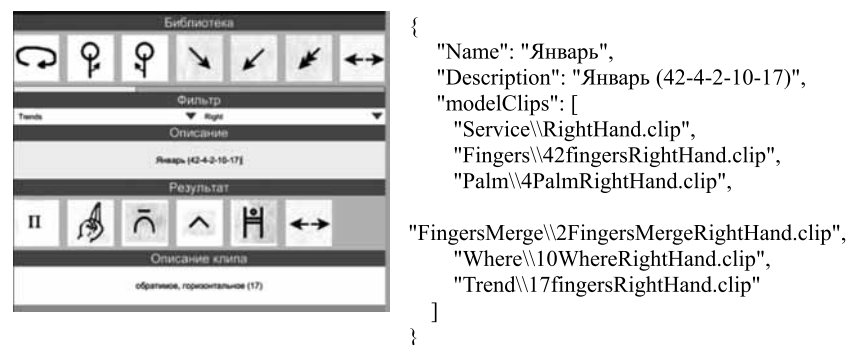 Библиотека
Фильтр
Trends Right
Описание
Январь (42-4-2-10-17)
Результат
П
Описание клипа
обратимое, горизонтальное (17)
{
"Name": "Январь",
"Description": "Январь (42-4-2-10-17)",
"modelClips": [
"Service\\RightHand.clip",
"Fingers\\42fingersRightHand.clip",
"Palm\\4PalmRightHand.clip",
"FingersMerge\\2FingersMergeRightHand.clip",
"Where\\10WhereRightHand.clip",
"Trend\\17fingersRightHand.clip"
]
}